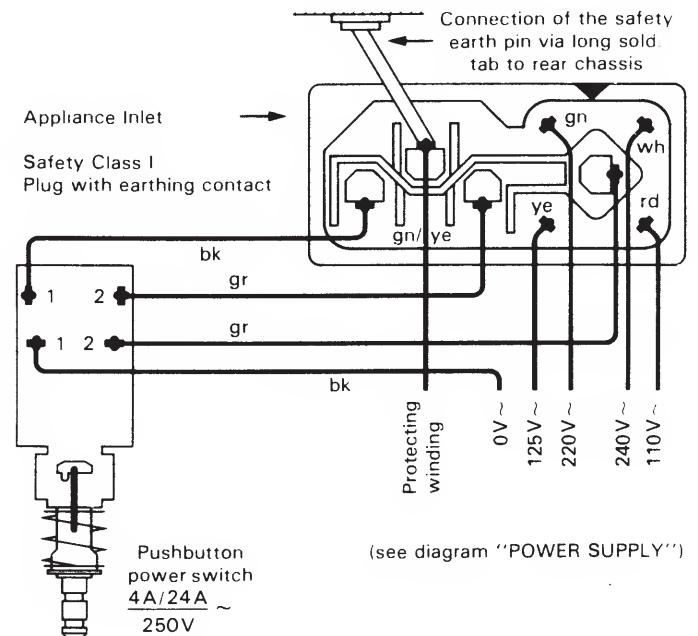 Connection of the safety
earth pin via long sold.
tab to rear chassis
Appliance Inlet
Safety Class I
Plug with earthing contact
gn
wh
ye
rd
gn/ye
bk
gr
1 2
gr
1 2
bk
Protecting
winding
0V ~
125V ~
220V ~
240V ~
110V ~
Pushbutton
power switch
4A/24A ~
250V
(see diagram ''POWER SUPPLY'')